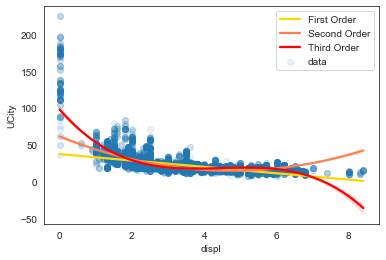 First Order
Second Order
Third Order
data
200
150
100
50
0
−50
UCity
0
2
4
6
8
displ